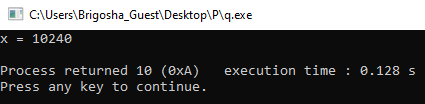 C:\Users\Brigosha_Guest\Desktop\P\q.exe
x = 10240
Process returned 10 (0xA)   execution time : 0.128 s
Press any key to continue.